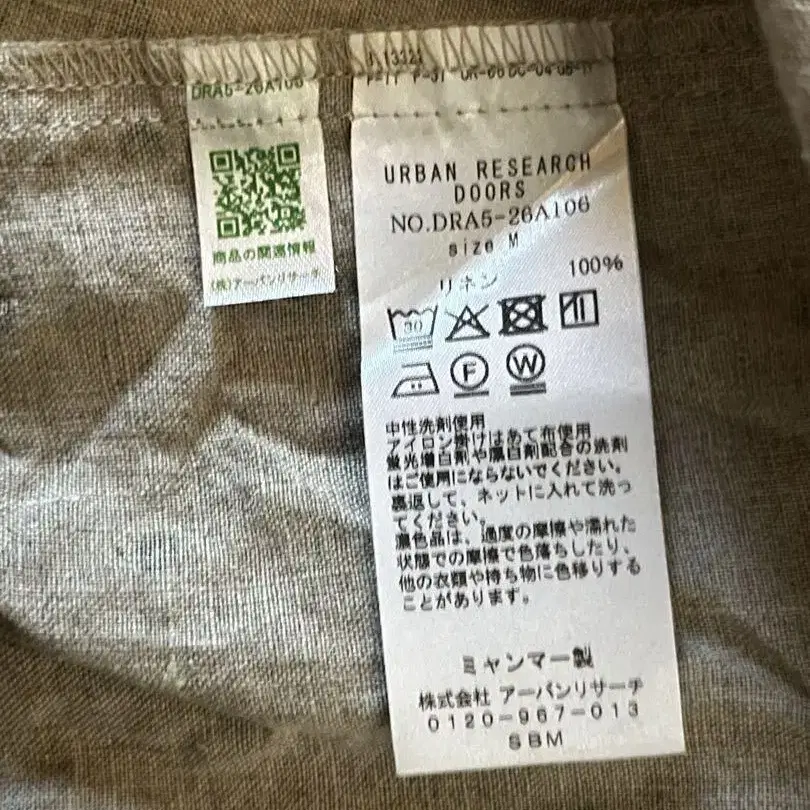 DRA5-26A106
商品の関連情報
(株)アーバンリサーチ
URBAN RESEARCH
DOORS
NO.DRA5-26A106
size M
リネン 100%
30
F
W
中性洗剤使用
アイロン掛けはあて布使用
蛍光増白剤や漂白剤配合の洗剤
はご使用にならないでください。
裏返して、ネットに入れて洗っ
てください。
濃色品は、過度の摩擦や濡れた
状態での摩擦で色落ちしたり、
他の衣類や持ち物に色移りする
ことがあります。
ミャンマー製
株式会社 アーバンリサーチ
0120-967-013
SBM